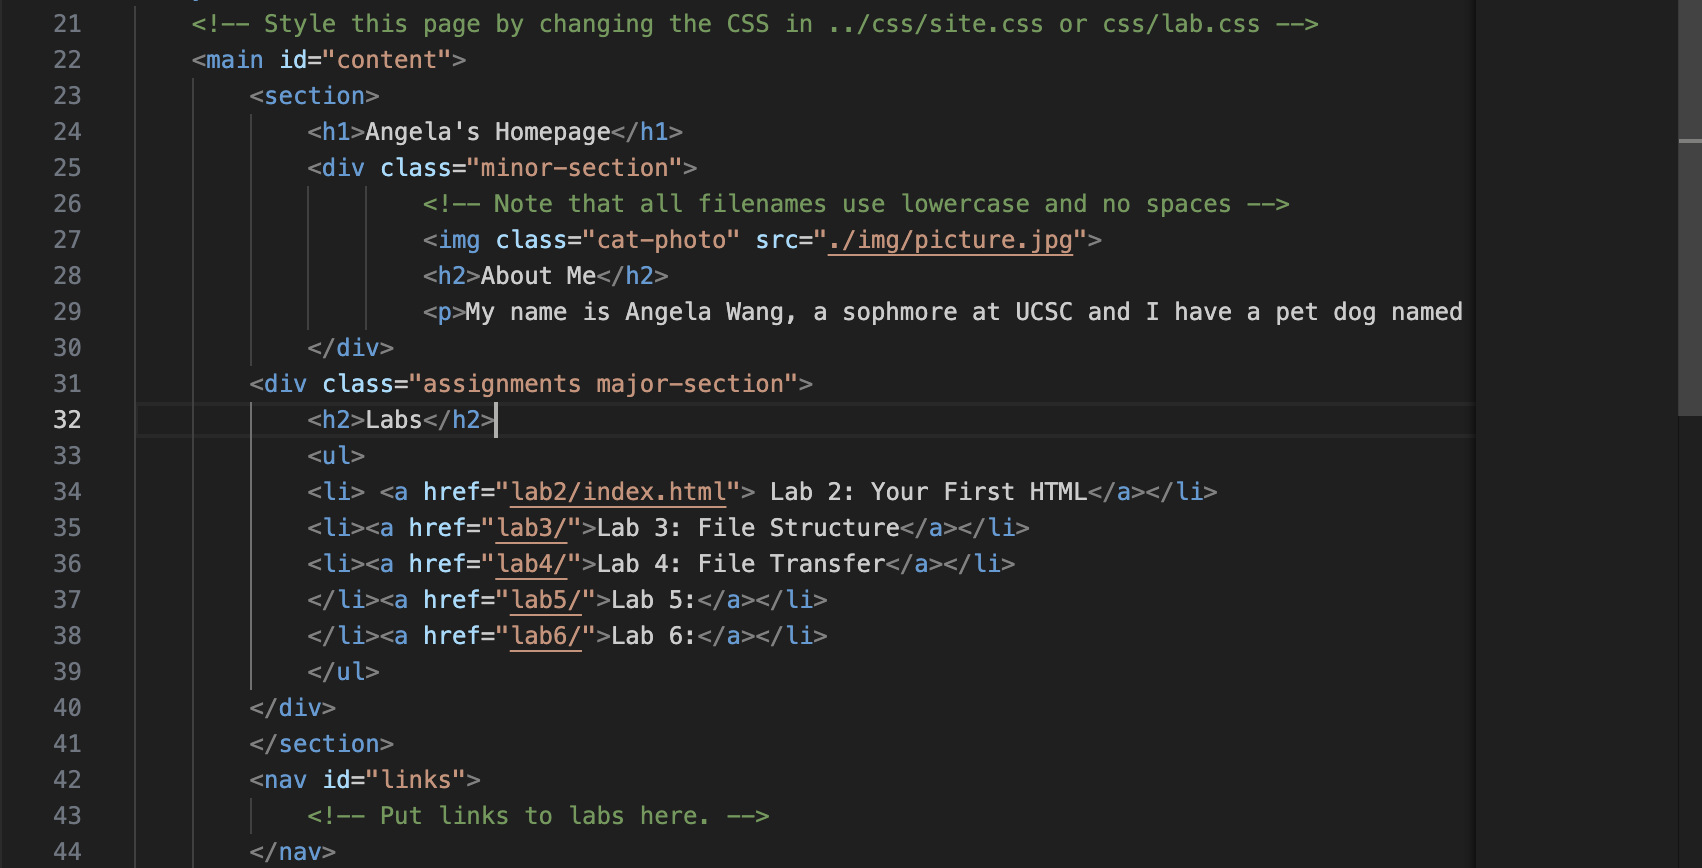 21 <!-- Style this page by changing the CSS in ../css/site.css or css/lab.css -->
22 <main id="content">
23 <section>
24 <h1>Angela's Homepage</h1>
25 <div class="minor-section">
26 <!-- Note that all filenames use lowercase and no spaces -->
27 <img class="cat-photo" src="./img/picture.jpg">
28 <h2>About Me</h2>
29 <p>My name is Angela Wang, a sophmore at UCSC and I have a pet dog named
30 </div>
31 <div class="assignments major-section">
32 <h2>Labs</h2>
33 <ul>
34 <li> <a href="lab2/index.html"> Lab 2: Your First HTML</a></li>
35 <li><a href="lab3/">Lab 3: File Structure</a></li>
36 <li><a href="lab4/">Lab 4: File Transfer</a></li>
37 </li><a href="lab5/">Lab 5:</a></li>
38 </li><a href="lab6/">Lab 6:</a></li>
39 </ul>
40 </div>
41 </section>
42 <nav id="links">
43 <!-- Put links to labs here. -->
44 </nav>